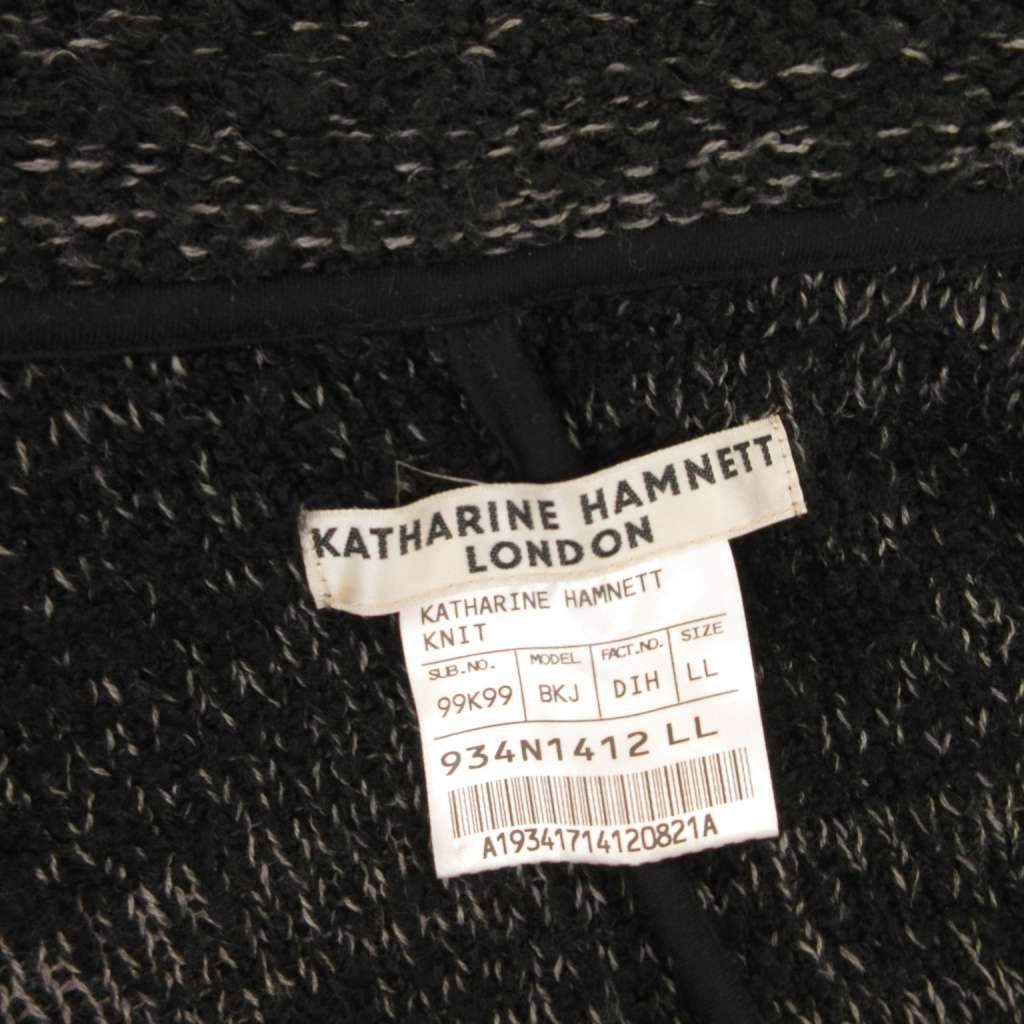 KATHARINE HAMNETT
LONDON
KATHARINE HAMNETT
KNIT
SUB.NO. MODEL FACT.NO. SIZE
99K99 BKJ DIH LL
934N1412 LL
A19341714120821A